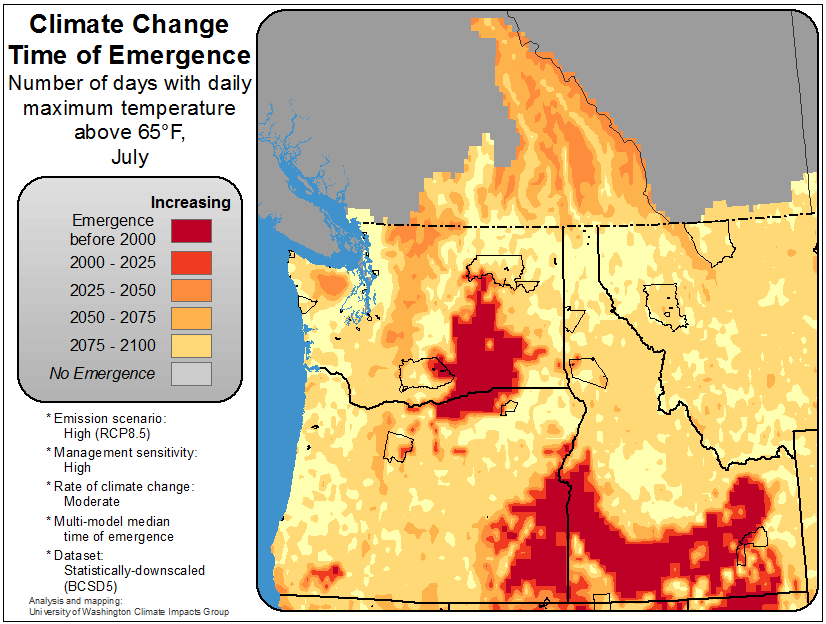 Climate Change
Time of Emergence
Number of days with daily
maximum temperature
above 65°F,
July
Increasing
Emergence
before 2000
2000 - 2025
2025 - 2050
2050 - 2075
2075 - 2100
No Emergence
* Emission scenario:
High (RCP8.5)
* Management sensitivity:
High
* Rate of climate change:
Moderate
* Multi-model median
time of emergence
* Dataset:
Statistically-downscaled
(BCSD5)
Analysis and mapping:
University of Washington Climate Impacts Group